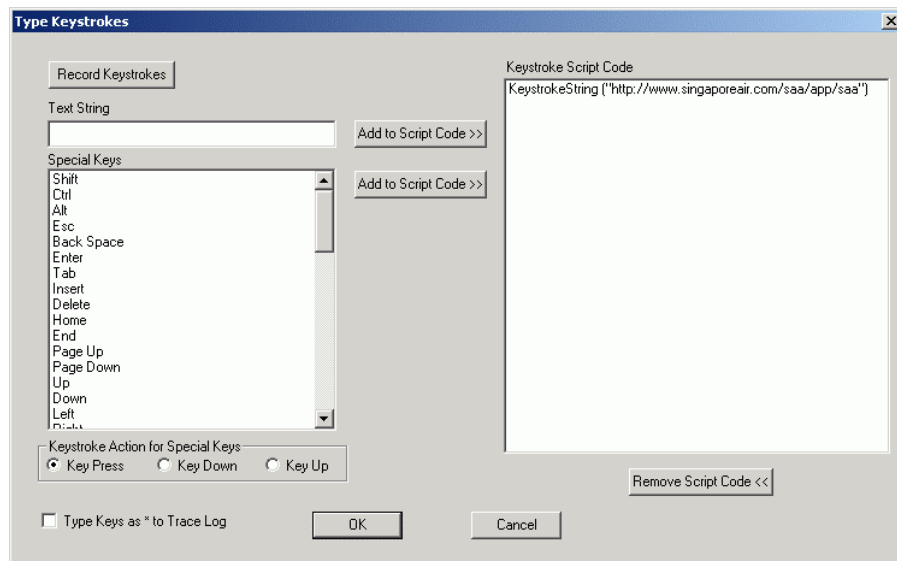 Type Keystrokes
Record Keystrokes
Text String
Add to Script Code >>
Special Keys
Shift
Ctrl
Alt
Esc
Back Space
Enter
Tab
Insert
Delete
Home
End
Page Up
Page Down
Up
Down
Left
Right
Add to Script Code >>
Keystroke Action for Special Keys
Key Press Key Down Key Up
Type Keys as * to Trace Log
OK
Cancel
Keystroke Script Code
KeystrokeString ("http://www.singaporeair.com/saa/app/saa")
Remove Script Code <<